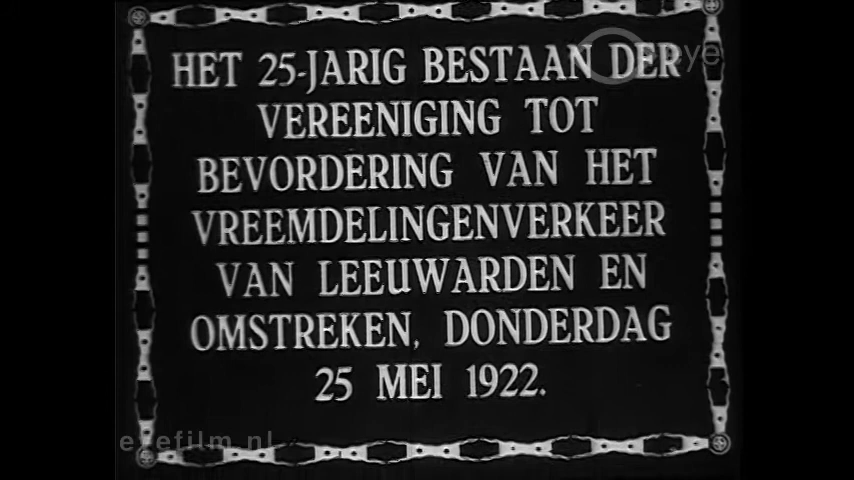 eye
HET 25-JARIG BESTAAN DER
VEREENIGING TOT
BEVORDERING VAN HET
VREEMDELINGENVERKEER
VAN LEEUWARDEN EN
OMSTREKEN, DONDERDAG
25 MEI 1922.
eyefilm.nl